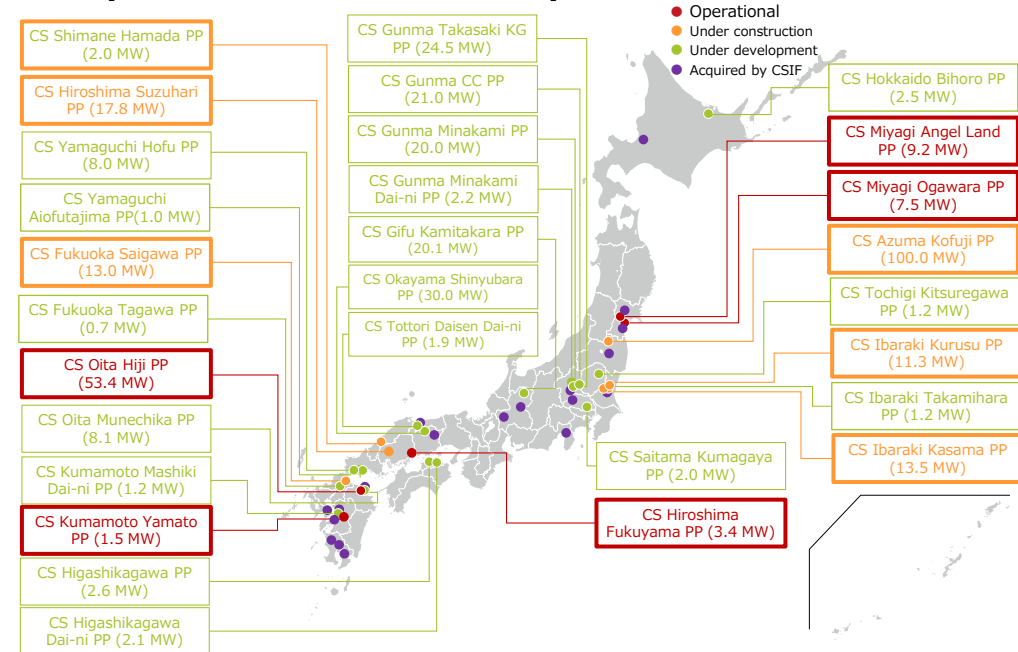 Operational
Under construction
Under development
Acquired by CSIF
CS Shimane Hamada PP
(2.0 MW)
CS Hiroshima Suzuhari
PP (17.8 MW)
CS Yamaguchi Hofu PP
(8.0 MW)
CS Yamaguchi
Aiofutajima PP(1.0 MW)
CS Fukuoka Saigawa PP
(13.0 MW)
CS Fukuoka Tagawa PP
(0.7 MW)
CS Oita Hiji PP
(53.4 MW)
CS Oita Munechika PP
(8.1 MW)
CS Kumamoto Mashiki
Dai-ni PP (1.2 MW)
CS Kumamoto Yamato
PP (1.5 MW)
CS Higashikagawa PP
(2.6 MW)
CS Higashikagawa
Dai-ni PP (2.1 MW)
CS Gunma Takasaki KG
PP (24.5 MW)
CS Gunma CC PP
(21.0 MW)
CS Gunma Minakami PP
(20.0 MW)
CS Gunma Minakami
Dai-ni PP (2.2 MW)
CS Gifu Kamitakara PP
(20.1 MW)
CS Okayama Shinyubara
PP (30.0 MW)
CS Tottori Daisen Dai-ni
PP (1.9 MW)
CS Hokkaido Bihoro PP
(2.5 MW)
CS Miyagi Angel Land
PP (9.2 MW)
CS Miyagi Ogawara PP
(7.5 MW)
CS Azuma Kofuji PP
(100.0 MW)
CS Tochigi Kitsuregawa
PP (1.2 MW)
CS Ibaraki Kurusu PP
(11.3 MW)
CS Ibaraki Takamihara
PP (1.2 MW)
CS Ibaraki Kasama PP
(13.5 MW)
CS Saitama Kumagaya
PP (2.0 MW)
CS Hiroshima
Fukuyama PP (3.4 MW)